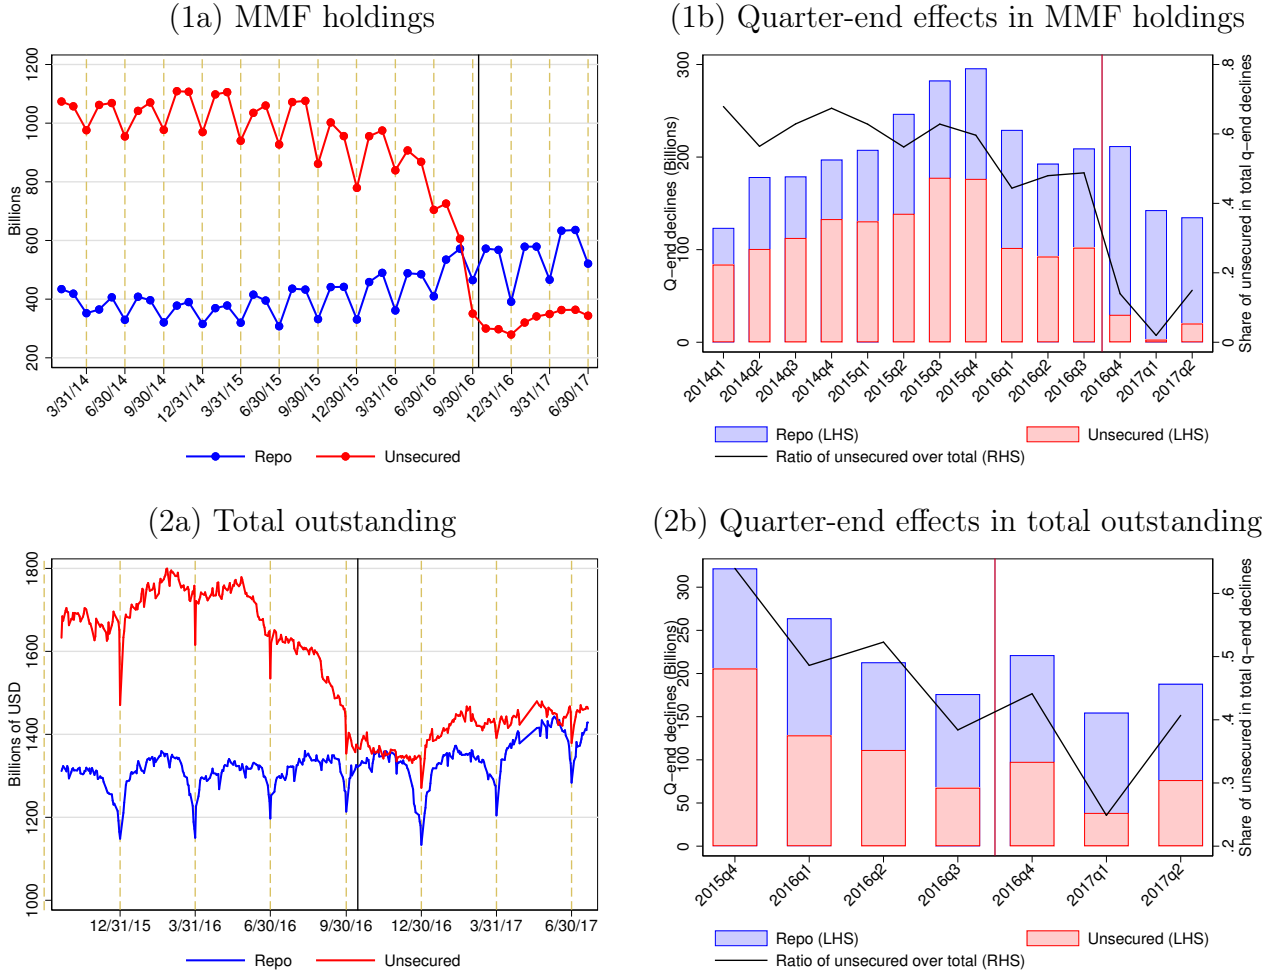 (1a) MMF holdings
Billions
1200
1000
800
600
400
200
3/31/14 6/30/14 9/30/14 12/31/14 3/31/15 6/30/15 9/30/15 12/30/15 3/31/16 6/30/16 9/30/16 12/31/16 3/31/17 6/30/17
Repo Unsecured
(1b) Quarter-end effects in MMF holdings
Q-end declines (Billions)
300
200
100
0
Share of unsecured in total q-end declines
.8
.6
.4
.2
0
2014q1 2014q2 2014q3 2014q4 2015q1 2015q2 2015q3 2015q4 2016q1 2016q2 2016q3 2016q4 2017q1 2017q2
Repo (LHS) Unsecured (LHS)
Ratio of unsecured over total (RHS)
(2a) Total outstanding
Billions of USD
1800
1600
1400
1200
1000
12/31/15 3/31/16 6/30/16 9/30/16 12/30/16 3/31/17 6/30/17
Repo Unsecured
(2b) Quarter-end effects in total outstanding
Q-end declines (Billions)
300
250
200
150
100
50
0
Share of unsecured in total q-end declines
.6
.5
.4
.3
.2
2015q4 2016q1 2016q2 2016q3 2016q4 2017q1 2017q2
Repo (LHS) Unsecured (LHS)
Ratio of unsecured over total (RHS)